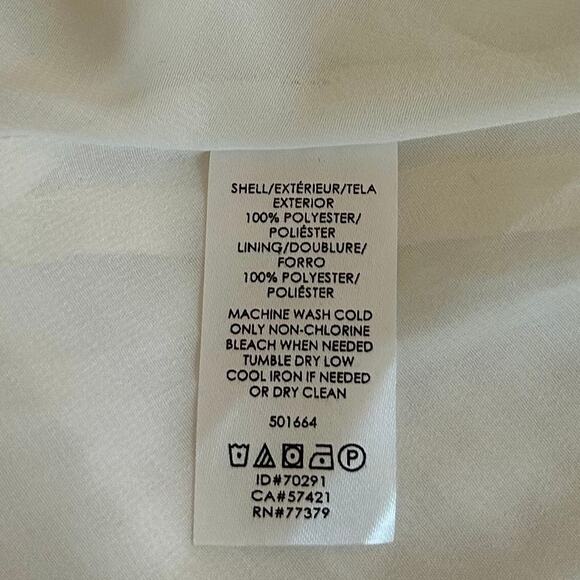 SHELL/EXTÉRIEUR/TELA
EXTERIOR
100% POLYESTER/
POLIÉSTER
LINING/DOUBLURE/
FORRO
100% POLYESTER/
POLIÉSTER
MACHINE WASH COLD
ONLY NON-CHLORINE
BLEACH WHEN NEEDED
TUMBLE DRY LOW
COOL IRON IF NEEDED
OR DRY CLEAN
501664
P
ID#70291
CA#57421
RN#77379